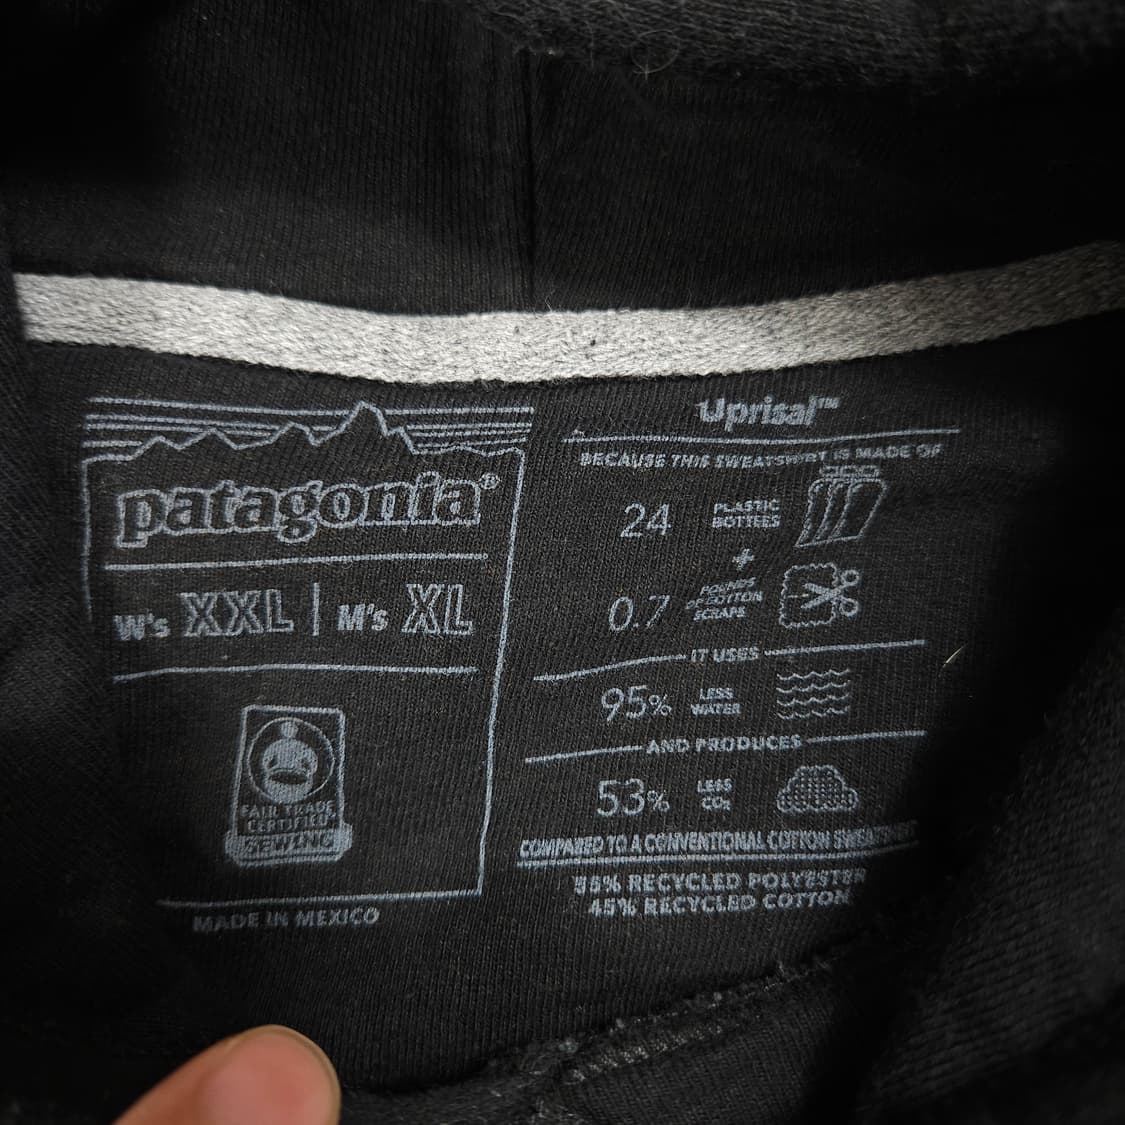 patagonia®
W's XXL | M's XL
FAIR TRADE
CERTIFIED™
SEWING
MADE IN MEXICO
Uprisal™
BECAUSE THIS SWEATSHIRT IS MADE OF
24 PLASTIC
BOTTLES
+
0.7 POUNDS
OF COTTON
SCRAPS
IT USES
95% LESS
WATER
AND PRODUCES
53% LESS
CO₂
COMPARED TO A CONVENTIONAL COTTON SWEATSHIRT
55% RECYCLED POLYESTER
45% RECYCLED COTTON